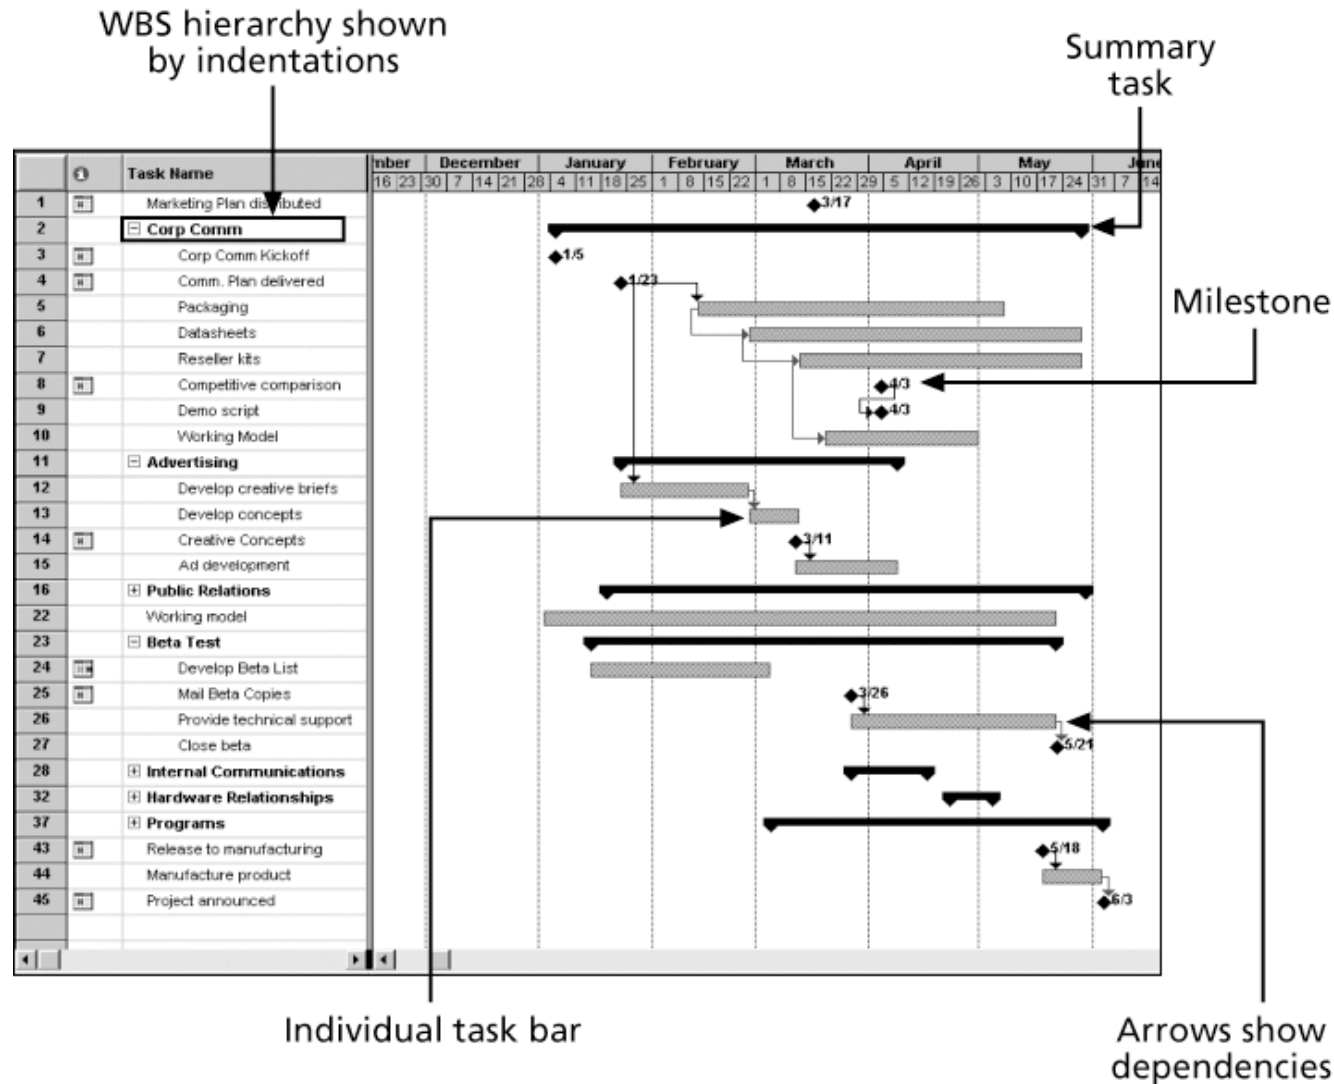 WBS hierarchy shown
by indentations
Summary
task
Task Name
mber December January February March April May June
16 23 30 7 14 21 28 4 11 18 25 1 8 15 22 1 8 15 22 29 5 12 19 26 3 10 17 24 31 7 14
1 Marketing Plan distributed 3/17
2 Corp Comm
3 Corp Comm Kickoff 1/5
4 Comm. Plan delivered 1/23
5 Packaging
6 Datasheets
7 Reseller kits
8 Competitive comparison 4/3
9 Demo script 4/3
10 Working Model
11 Advertising
12 Develop creative briefs
13 Develop concepts
14 Creative Concepts 3/11
15 Ad development
16 Public Relations
22 Working model
23 Beta Test
24 Develop Beta List
25 Mail Beta Copies 3/26
26 Provide technical support
27 Close beta 5/21
28 Internal Communications
32 Hardware Relationships
37 Programs
43 Release to manufacturing 5/18
44 Manufacture product
45 Project announced 6/3
Milestone
Individual task bar
Arrows show
dependencies